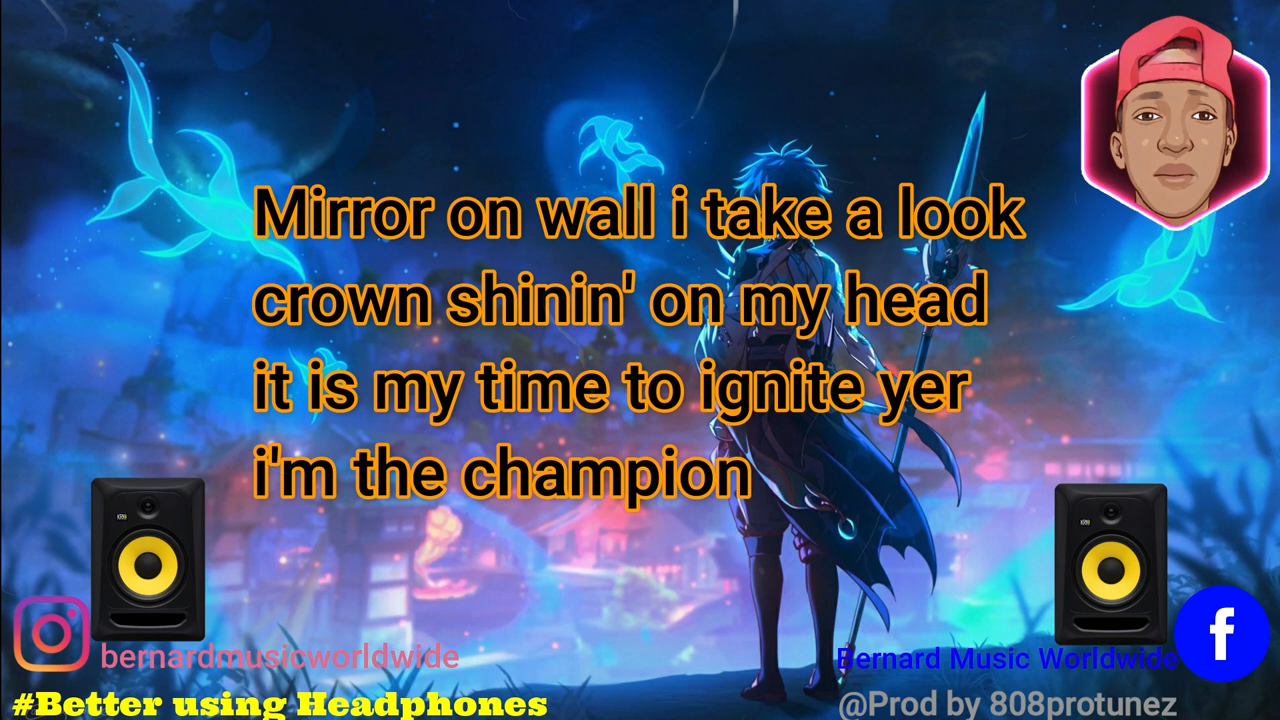 Mirror on wall i take a look
crown shinin' on my head
it is my time to ignite yer
i'm the champion
bernardmusicworldwide
Bernard Music Worldwide
f
#Better using Headphones
@Prod by 808protunez